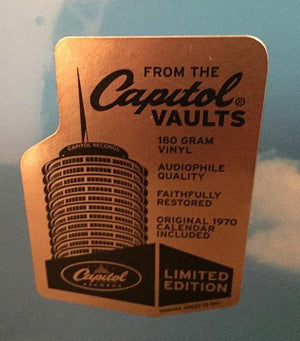 FROM THE
Capitol®
VAULTS
180 GRAM
VINYL
AUDIOPHILE
QUALITY
FAITHFULLY
RESTORED
ORIGINAL 1970
CALENDAR
INCLUDED
CAPITOL RECORDS
Capitol
RECORDS
LIMITED
EDITION